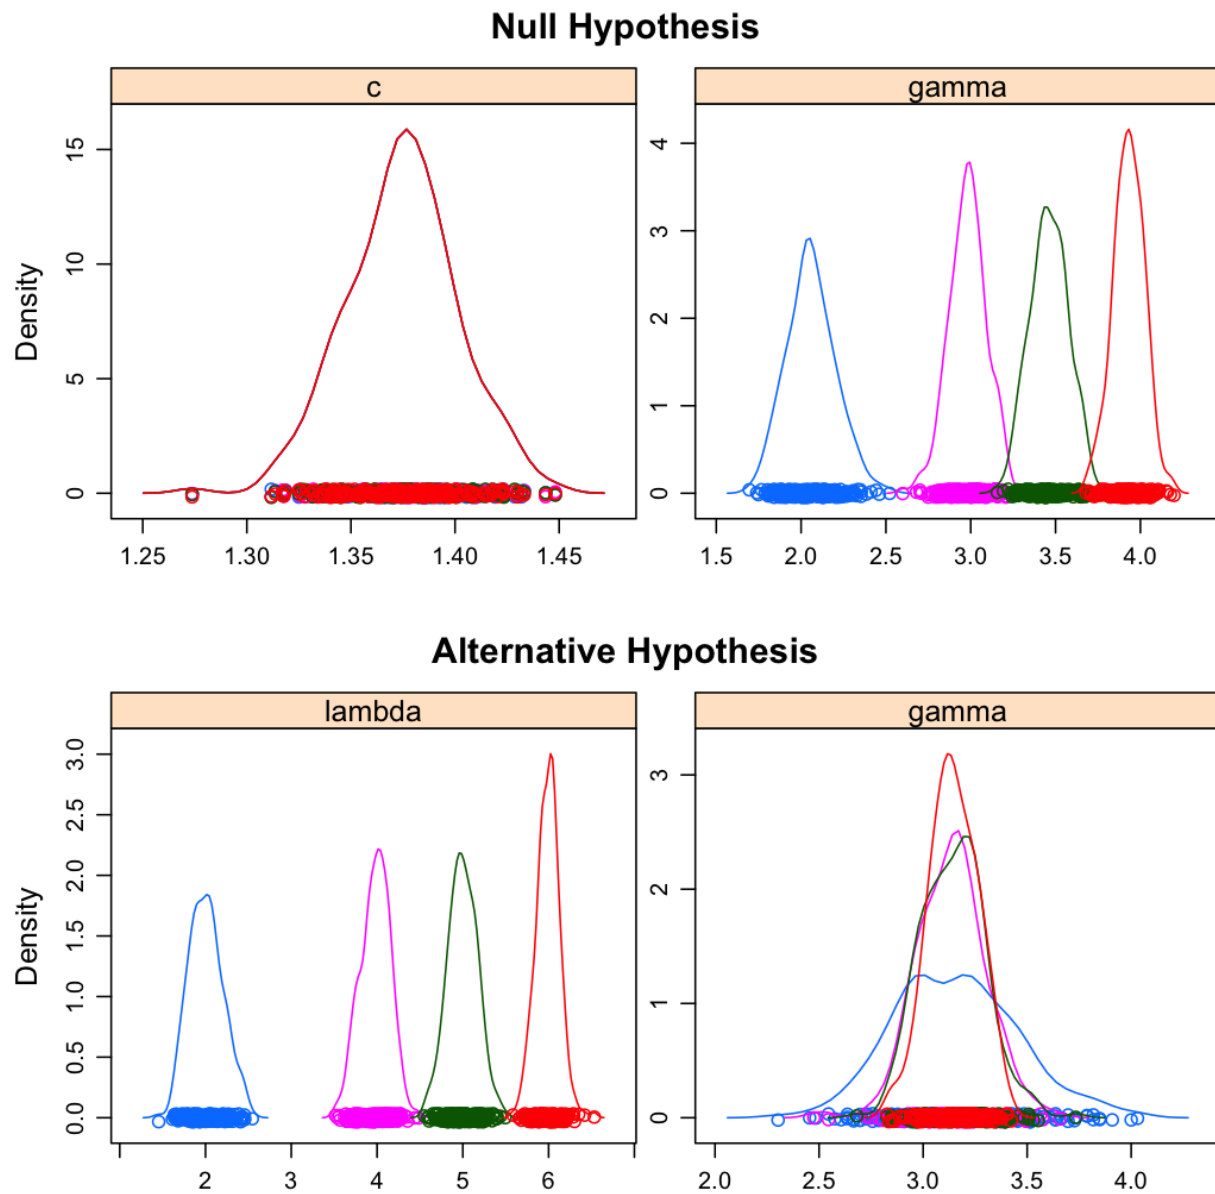 Null Hypothesis
c
gamma
Density
0
5
10
15
1.25 1.30 1.35 1.40 1.45
0
1
2
3
4
1.5 2.0 2.5 3.0 3.5 4.0
Alternative Hypothesis
lambda
gamma
Density
0.0
0.5
1.0
1.5
2.0
2.5
3.0
2 3 4 5 6
0
1
2
3
2.0 2.5 3.0 3.5 4.0